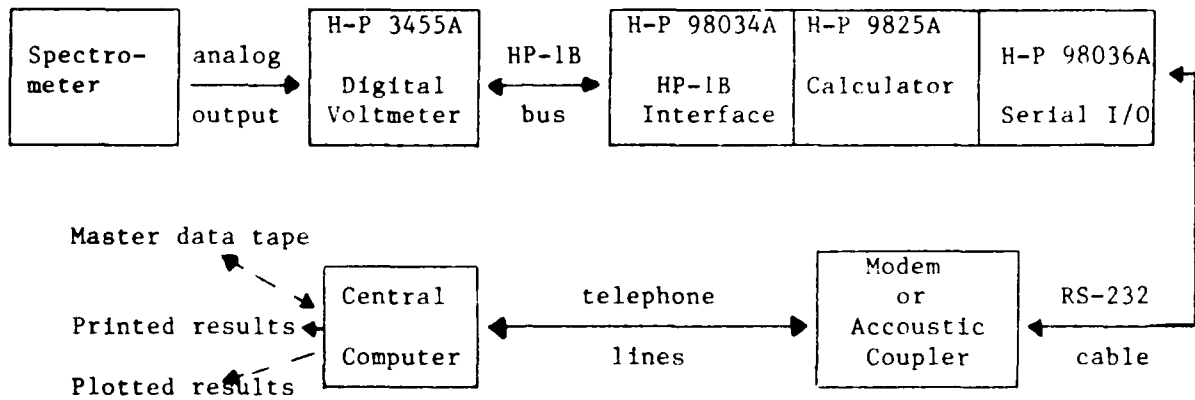 Spectro-
meter
analog
output
H-P 3455A
Digital
Voltmeter
HP-1B
bus
H-P 98034A
HP-1B
Interface
H-P 9825A
Calculator
H-P 98036A
Serial I/O
Master data tape
Printed results
Plotted results
Central
Computer
telephone
lines
Modem
or
Accoustic
Coupler
RS-232
cable